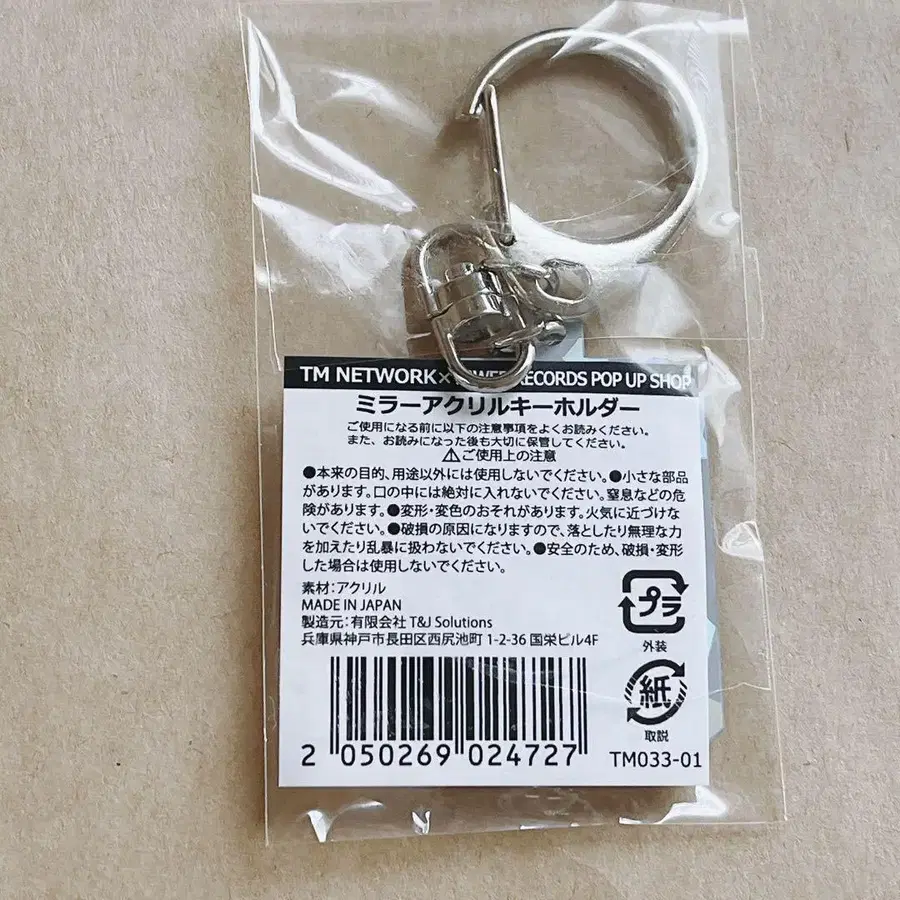 TM NETWORK×TOWER RECORDS POP UP SHOP
ミラーアクリルキーホルダー
ご使用になる前に以下の注意事項をよくお読みください。
また、お読みになった後も大切に保管してください。
⚠ご使用上の注意
●本来の目的、用途以外には使用しないでください。●小さな部品
があります。口の中には絶対に入れないでください。窒息などの危
険があります。●変形・変色のおそれがあります。火気に近づけな
いでください。●破損の原因になりますので、落としたり無理な力
を加えたり乱暴に扱わないでください。●安全のため、破損・変形
した場合は使用しないでください。
素材:アクリル
MADE IN JAPAN
製造元:有限会社 T&J Solutions
兵庫県神戸市長田区西尻池町 1-2-36 国栄ビル4F
プラ
外装
紙
取説
2 050269 024727
TM033-01